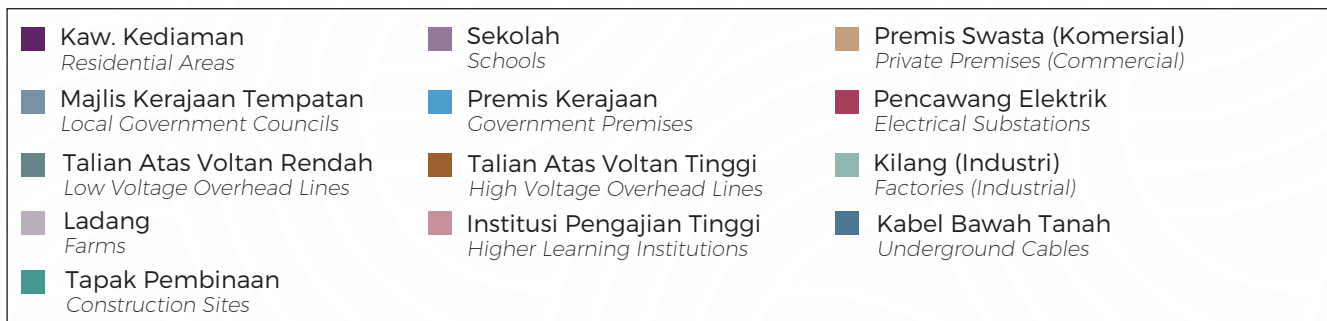 Kaw. Kediaman
Residential Areas
Sekolah
Schools
Premis Swasta (Komersial)
Private Premises (Commercial)
Majlis Kerajaan Tempatan
Local Government Councils
Premis Kerajaan
Government Premises
Pencawang Elektrik
Electrical Substations
Talian Atas Voltan Rendah
Low Voltage Overhead Lines
Talian Atas Voltan Tinggi
High Voltage Overhead Lines
Kilang (Industri)
Factories (Industrial)
Ladang
Farms
Institusi Pengajian Tinggi
Higher Learning Institutions
Kabel Bawah Tanah
Underground Cables
Tapak Pembinaan
Construction Sites